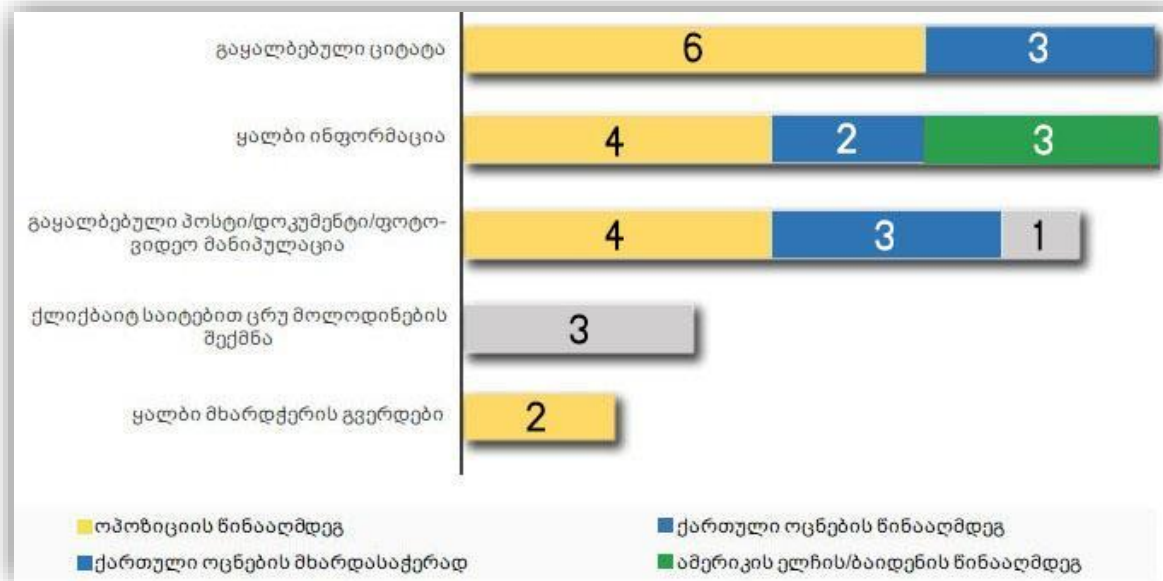 გაყალბებული ციტატა
6 3
ყალბი ინფორმაცია
4 2 3
გაყალბებული პოსტი/დოკუმენტი/ფოტო-
ვიდეო მანიპულაცია
4 3 1
ქლიქბაიტ საიტებით ცრუ მოლოდინების
შექმნა
3
ყალბი მხარდჭერის გვერდები
2
ოპოზიციის წინააღმდეგ
ქართული ოცნების წინააღმდეგ
ქართული ოცნების მხარდასაჭერად
ამერიკის ელჩის/ბაიდენის წინააღმდეგ